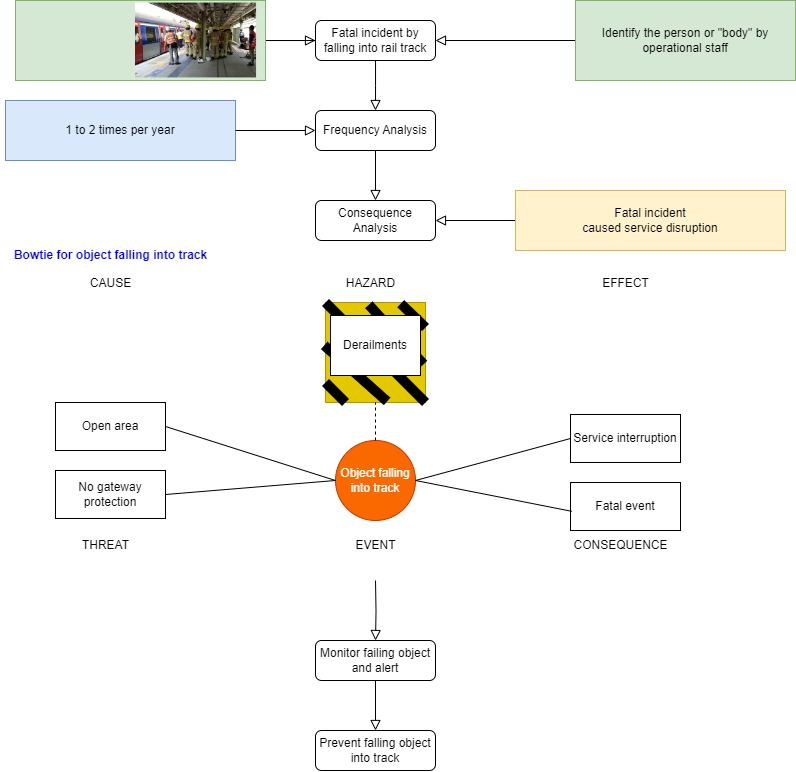 Fatal incident by
falling into rail track
Identify the person or "body" by
operational staff
1 to 2 times per year
Frequency Analysis
Consequence
Analysis
Fatal incident
caused service disruption
Bowtie for object falling into track
CAUSE
HAZARD
EFFECT
Derailments
Open area
No gateway
protection
Object falling
into track
Service interruption
Fatal event
THREAT
EVENT
CONSEQUENCE
Monitor failing object
and alert
Prevent falling object
into track